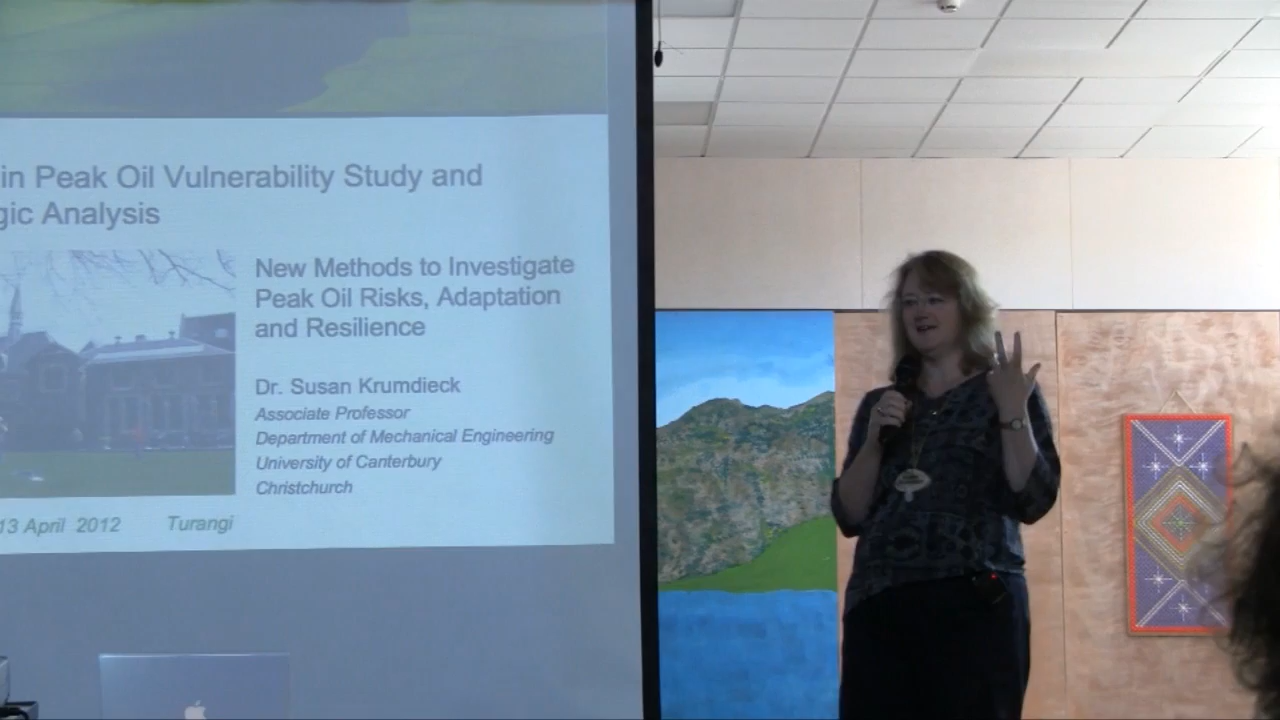 in Peak Oil Vulnerability Study and
gic Analysis
New Methods to Investigate
Peak Oil Risks, Adaptation
and Resilience
Dr. Susan Krumdieck
Associate Professor
Department of Mechanical Engineering
University of Canterbury
Christchurch
13 April 2012 Turangi